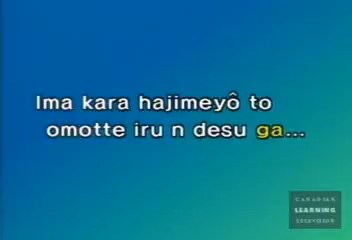 Ima kara hajimeyô to
omotte iru n desu ga...
CANADIAN
LEARNING
TELEVISION